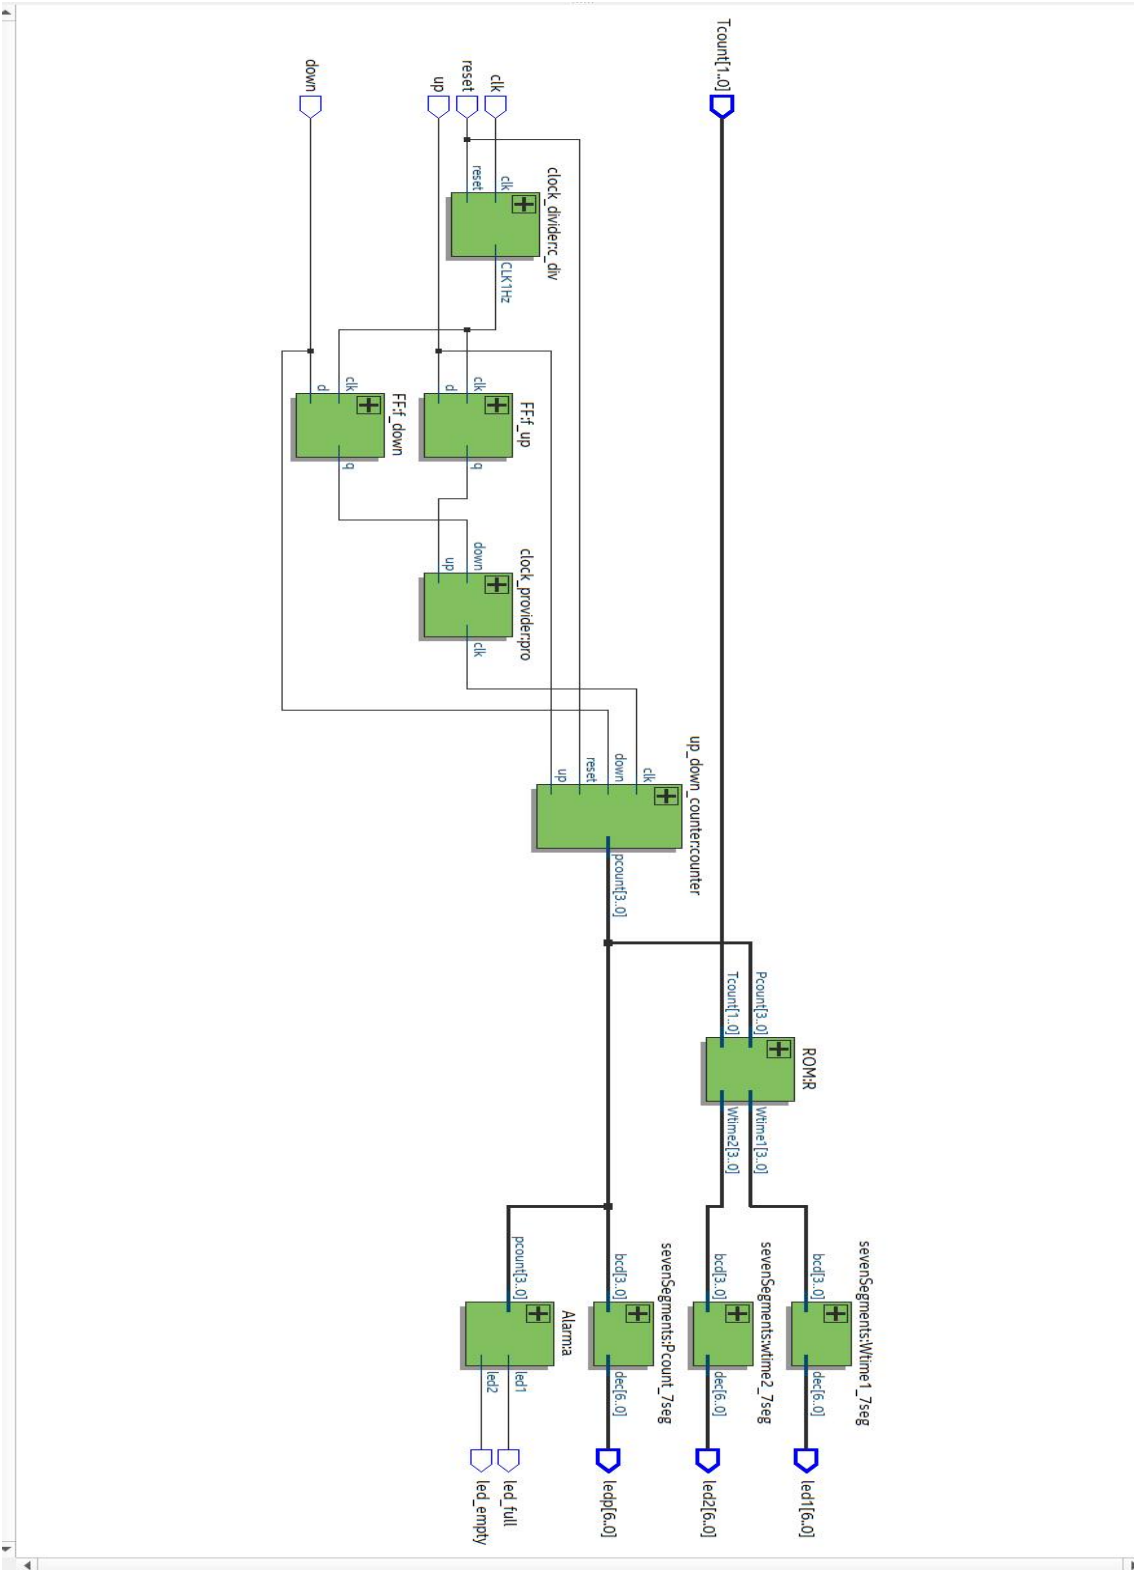 Tcount[1..0]
clk
reset
up
down
clock_divider:c_div
clk
reset
CLK1Hz
FF:f_up
clk
d
q
FF:f_down
clk
d
q
clock_provider:pro
down
up
clk
up_down_counter:counter
clk
down
reset
up
pcount[3..0]
ROM:R
Pcount[3..0]
Tcount[1..0]
Wtime1[3..0]
Wtime2[3..0]
sevenSegments:Wtime1_7seg
bcd[3..0]
dec[6..0]
led1[6..0]
sevenSegments:wtime2_7seg
bcd[3..0]
dec[6..0]
led2[6..0]
sevenSegments:Pcount_7seg
bcd[3..0]
dec[6..0]
ledp[6..0]
Alarm:a
pcount[3..0]
led1
led2
led_full
led_empty